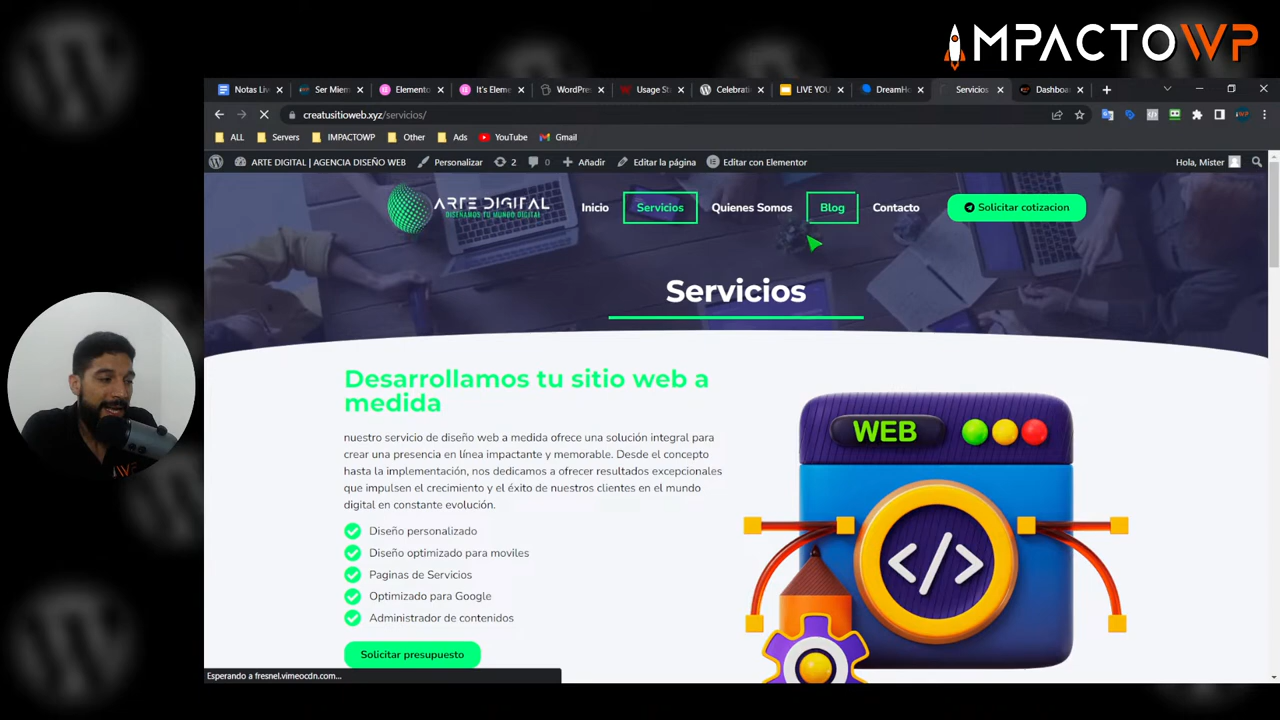 IMPACTOWP
Notas Liv
Ser Miem
Elemento
It's Eleme
WordPres
Usage St
Celebrati
LIVE YOU
DreamHo
Servicios
Dashboa
creatusitioweb.xyz/servicios/
ALL
Servers
IMPACTOWP
Other
Ads
YouTube
Gmail
ARTE DIGITAL | AGENCIA DISEÑO WEB
Personalizar
2
0
Añadir
Editar la página
Editar con Elementor
Hola, Mister
ARTE DIGITAL
DISEÑAMOS TU MUNDO DIGITAL
Inicio
Servicios
Quienes Somos
Blog
Contacto
Solicitar cotizacion
Servicios
Desarrollamos tu sitio web a
medida
nuestro servicio de diseño web a medida ofrece una solución integral para
crear una presencia en línea impactante y memorable. Desde el concepto
hasta la implementación, nos dedicamos a ofrecer resultados excepcionales
que impulsen el crecimiento y el éxito de nuestros clientes en el mundo
digital en constante evolución.
Diseño personalizado
Diseño optimizado para moviles
Paginas de Servicios
Optimizado para Google
Administrador de contenidos
Solicitar presupuesto
WEB
</>
WP
Esperando a fresnel.vimeocdn.com...